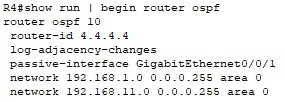 R4#show run | begin router ospf
router ospf 10
router-id 4.4.4.4
log-adjacency-changes
passive-interface GigabitEthernet0/0/1
network 192.168.1.0 0.0.0.255 area 0
network 192.168.11.0 0.0.0.255 area 0